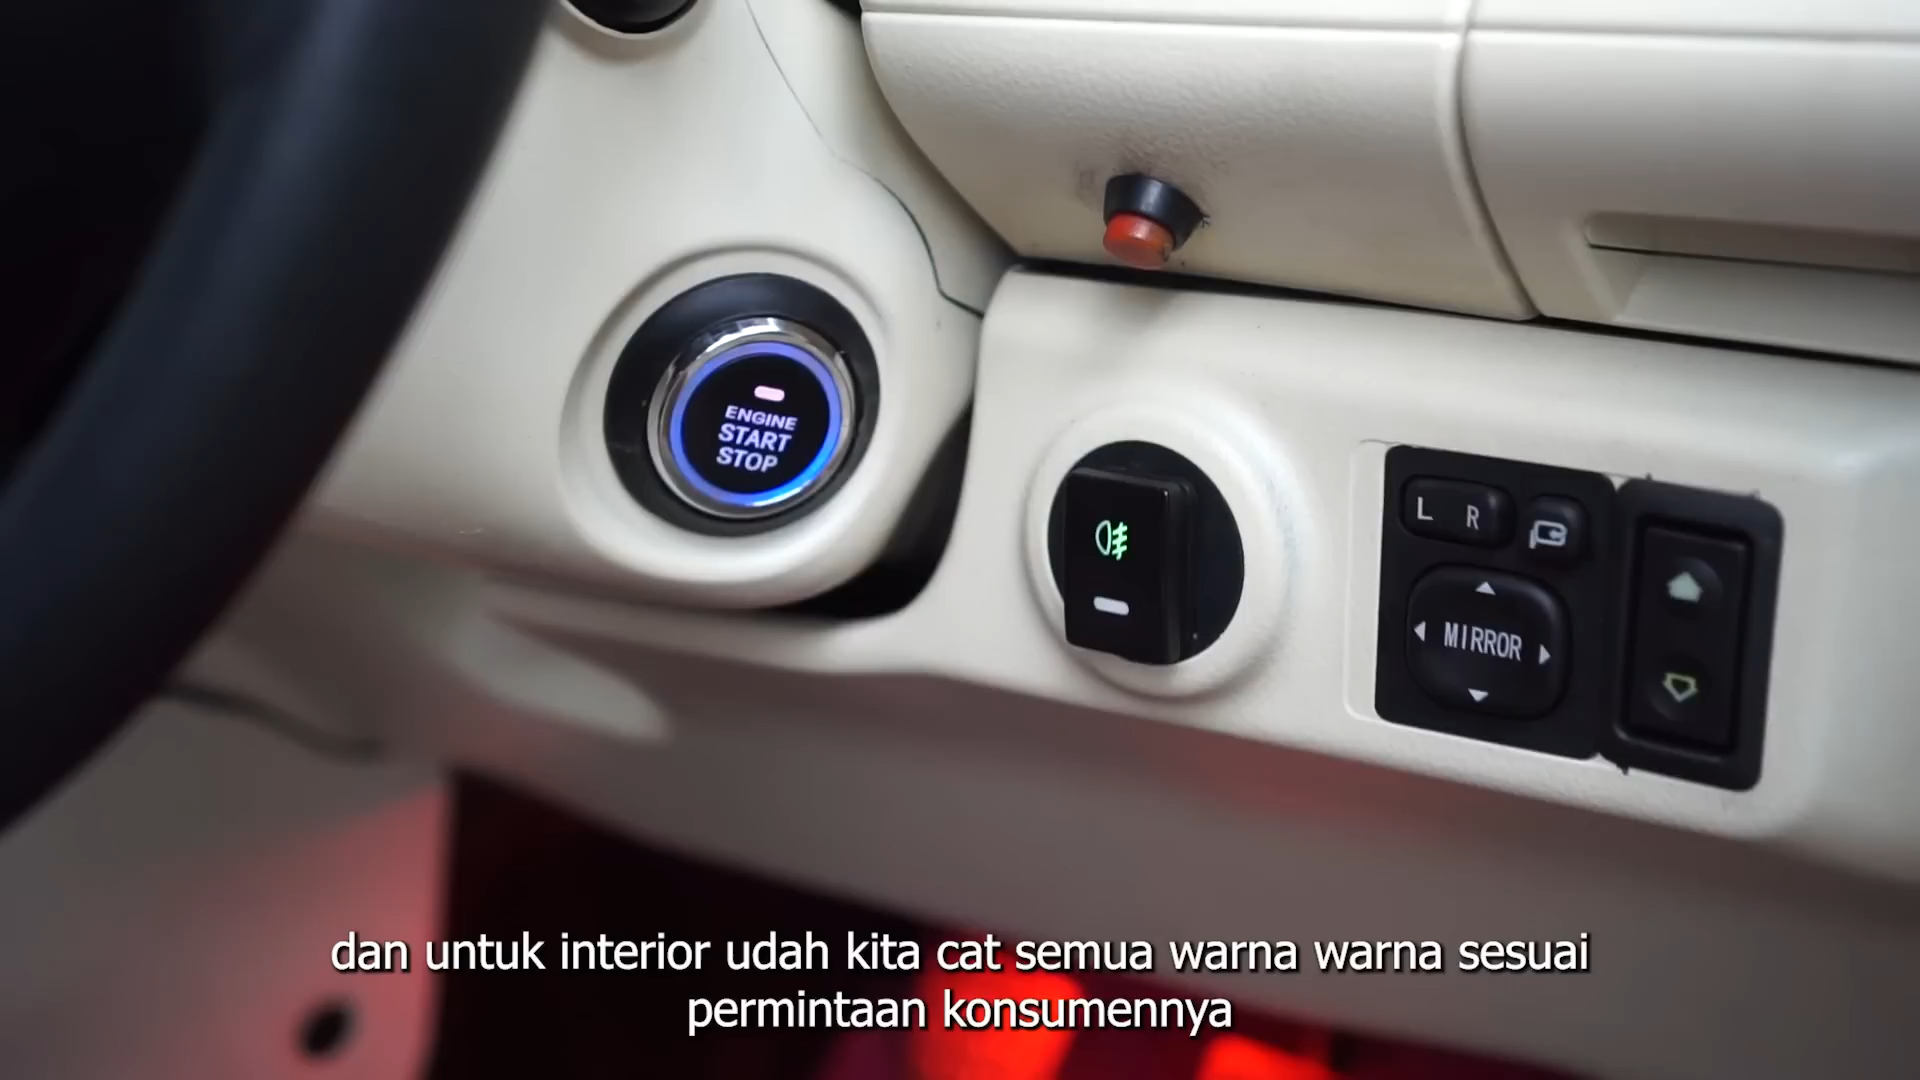 ENGINE
START
STOP
L R
MIRROR
dan untuk interior udah kita cat semua warna warna sesuai
permintaan konsumennya